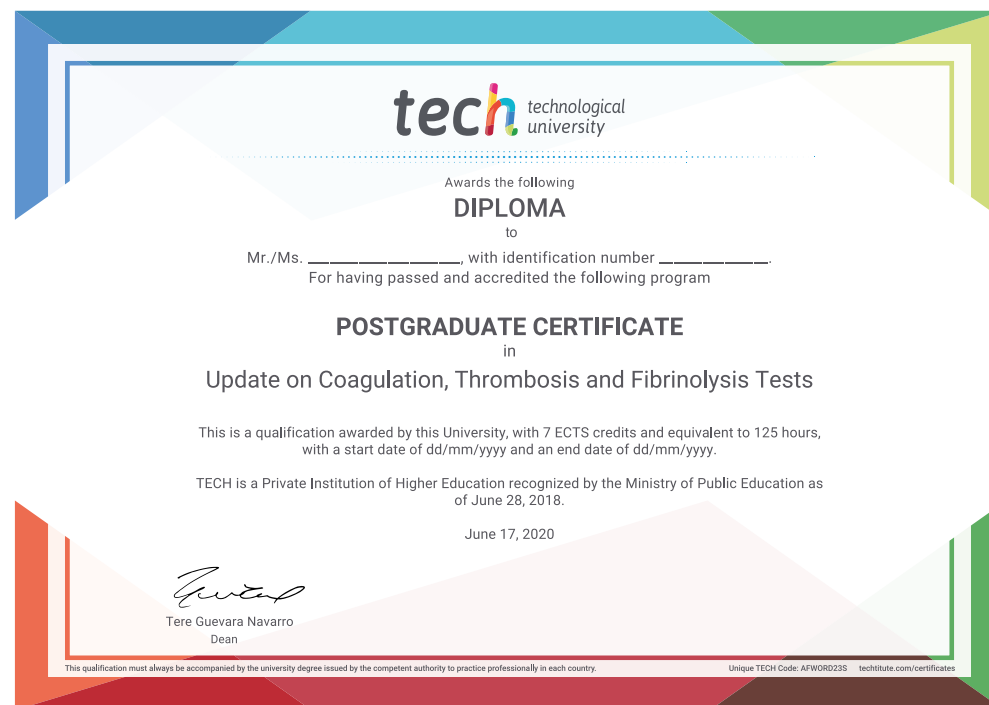 tech technological
university
Awards the following
DIPLOMA
to
Mr./Ms. ____________________, with identification number ______________.
For having passed and accredited the following program
POSTGRADUATE CERTIFICATE
in
Update on Coagulation, Thrombosis and Fibrinolysis Tests
This is a qualification awarded by this University, with 7 ECTS credits and equivalent to 125 hours,
with a start date of dd/mm/yyyy and an end date of dd/mm/yyyy.
TECH is a Private Institution of Higher Education recognized by the Ministry of Public Education as
of June 28, 2018.
June 17, 2020
Tere Guevara Navarro
Dean
This qualification must always be accompanied by the university degree issued by the competent authority to practice professionally in each country.
Unique TECH Code: AFWORD23S techtitute.com/certificates